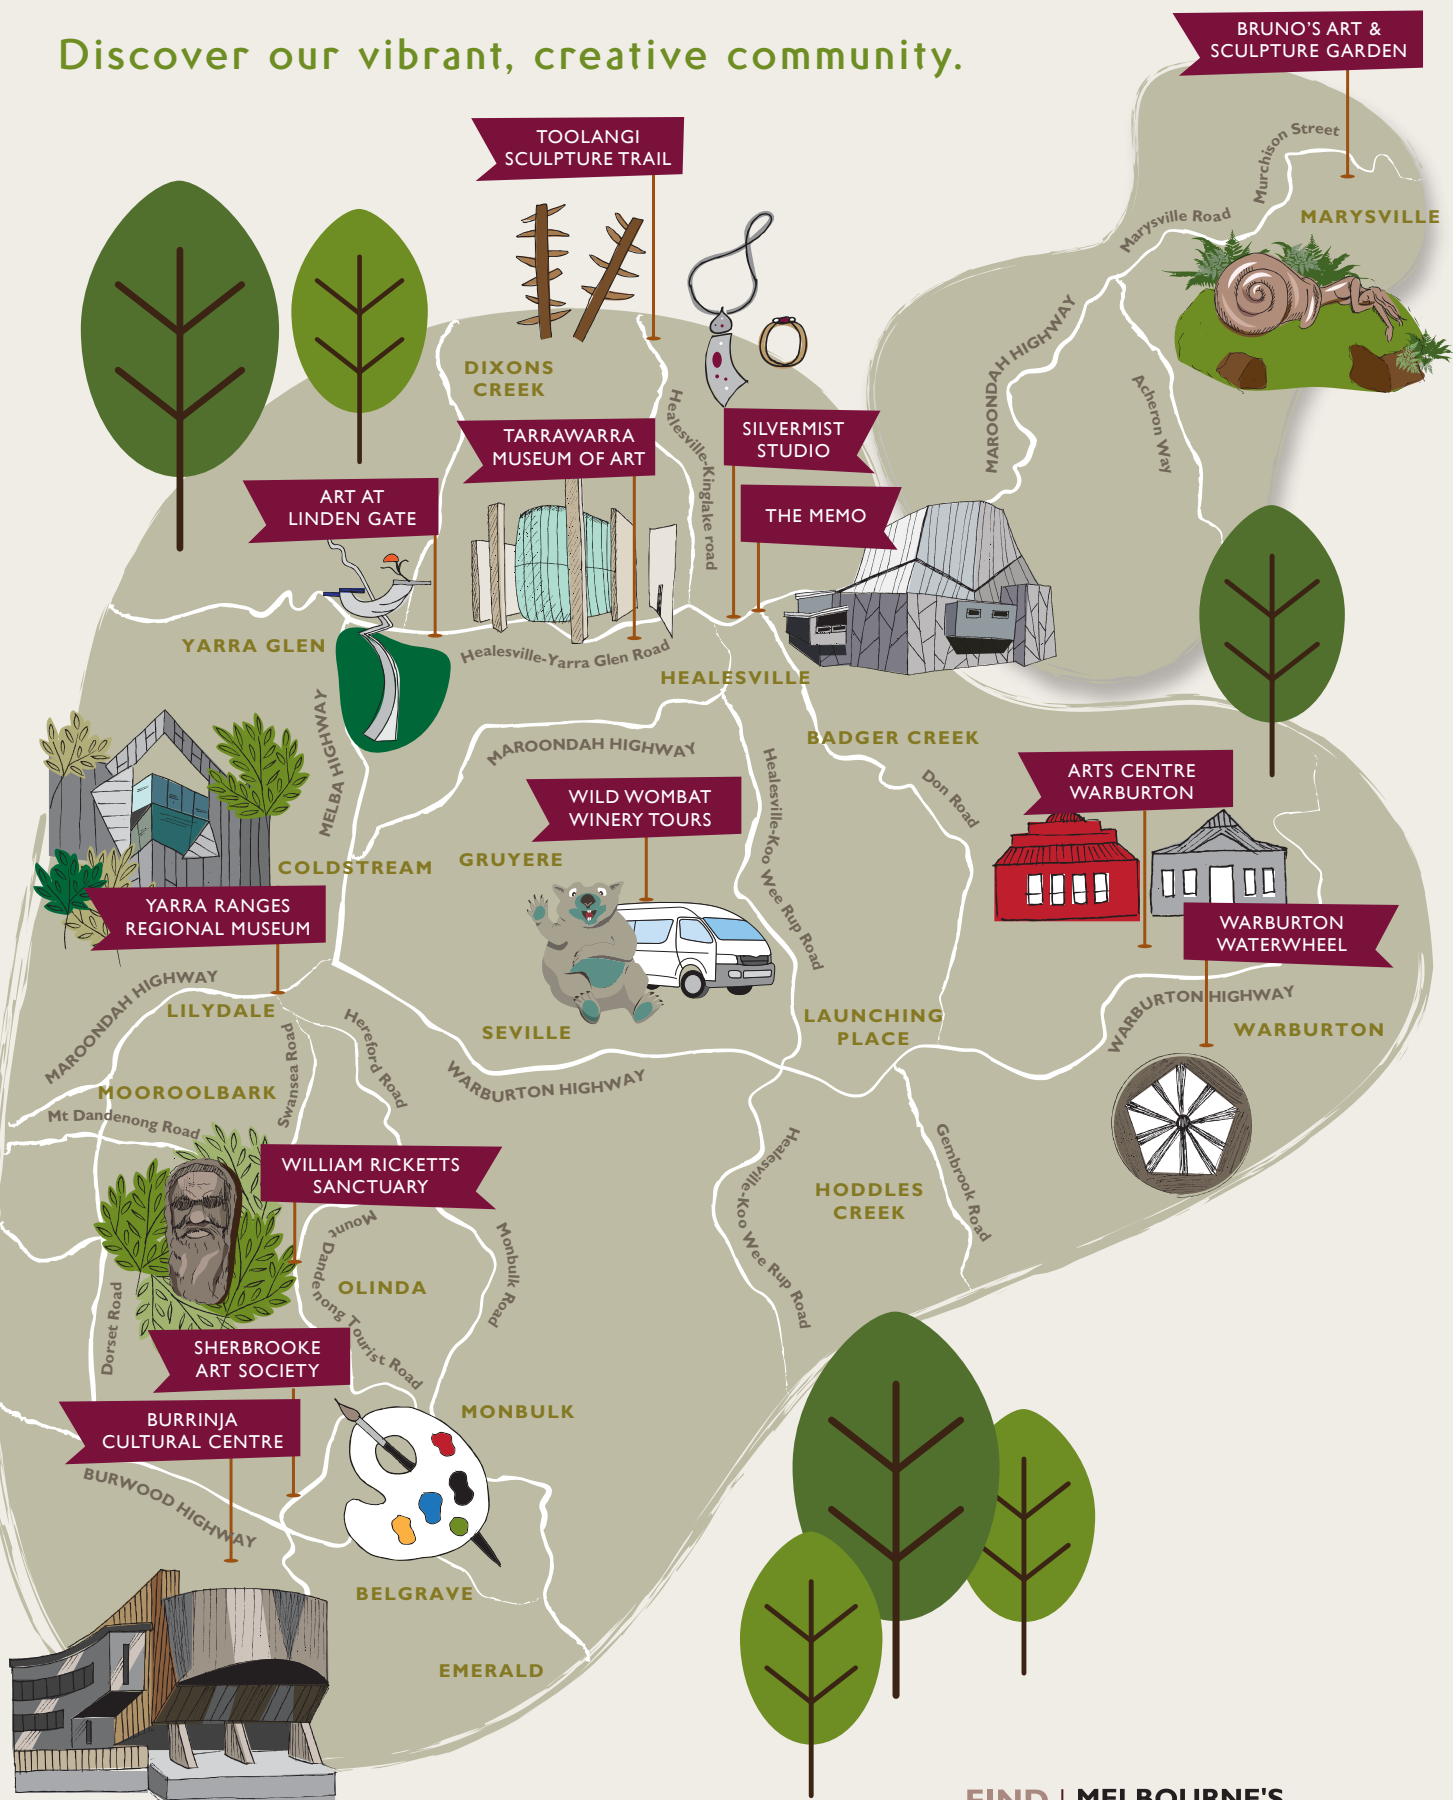 Discover our vibrant, creative community.
BRUNO'S ART &
SCULPTURE GARDEN
TOOLANGI
SCULPTURE TRAIL
Murchison Street
Marysville Road
MARYSVILLE
MAROONDAH HIGHWAY
Acheron Way
DIXONS
CREEK
Healesville-Kinglake road
TARRAWARRA
MUSEUM OF ART
SILVERMIST
STUDIO
ART AT
LINDEN GATE
THE MEMO
YARRA GLEN
Healesville-Yarra Glen Road
HEALESVILLE
MELBA HIGHWAY
MAROONDAH HIGHWAY
BADGER CREEK
Healesville-Koo Wee Rup Road
Don Road
ARTS CENTRE
WARBURTON
WILD WOMBAT
WINERY TOURS
COLDSTREAM
GRUYERE
YARRA RANGES
REGIONAL MUSEUM
WARBURTON
WATERWHEEL
MAROONDAH HIGHWAY
LILYDALE
Swansea Road
Hereford Road
SEVILLE
LAUNCHING
PLACE
WARBURTON HIGHWAY
WARBURTON
WARBURTON HIGHWAY
MOOROOLBARK
Mt Dandenong Road
WILLIAM RICKETTS
SANCTUARY
Healesville-Koo Wee Rup Road
Gembrook Road
HODDLES
CREEK
Mount Dandenong Tourist Road
Monbulk Road
OLINDA
Dorset Road
SHERBROOKE
ART SOCIETY
BURRINJA
CULTURAL CENTRE
MONBULK
BURWOOD HIGHWAY
BELGRAVE
EMERALD
FIND | MELBOURNE'S